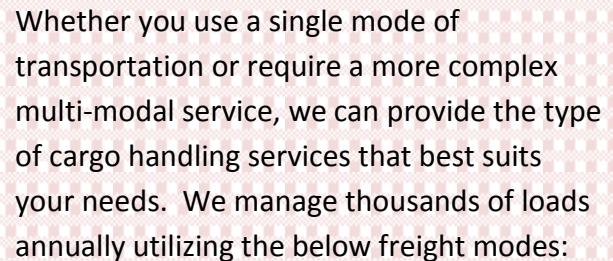 Whether you use a single mode of
transportation or require a more complex
multi-modal service, we can provide the type
of cargo handling services that best suits
your needs.  We manage thousands of loads
annually utilizing the below freight modes: